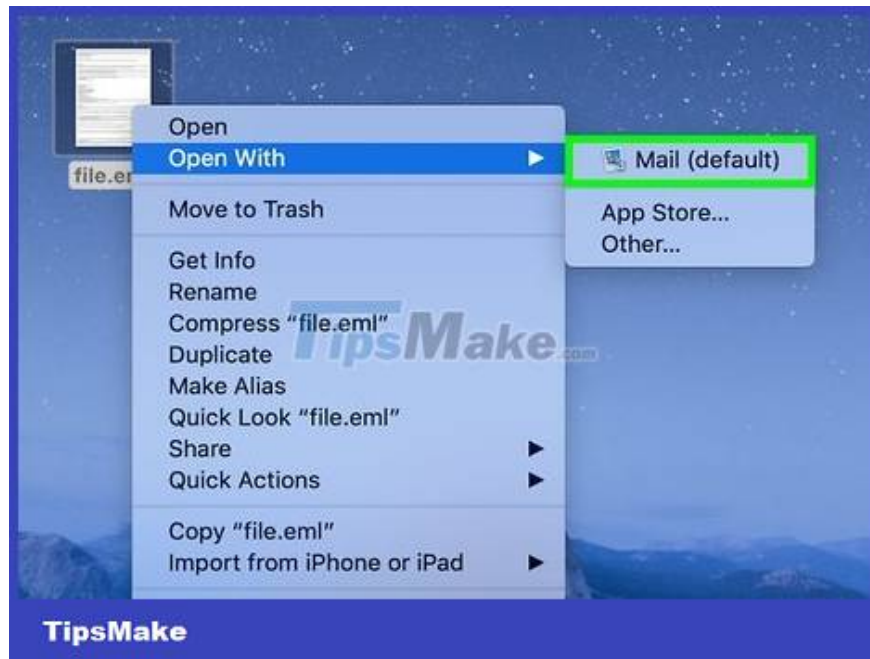 file.em
Open
Open With
Mail (default)
App Store...
Other...
Move to Trash
Get Info
Rename
Compress “file.eml”
Duplicate
Make Alias
Quick Look “file.eml”
Share
Quick Actions
Copy “file.eml”
Import from iPhone or iPad
TipsMake.com
TipsMake